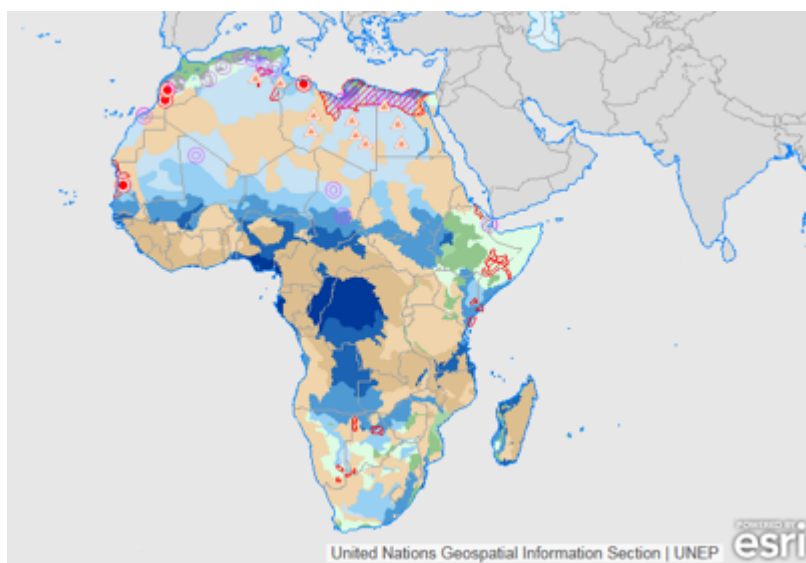 POWERED BY
esri
United Nations Geospatial Information Section | UNEP